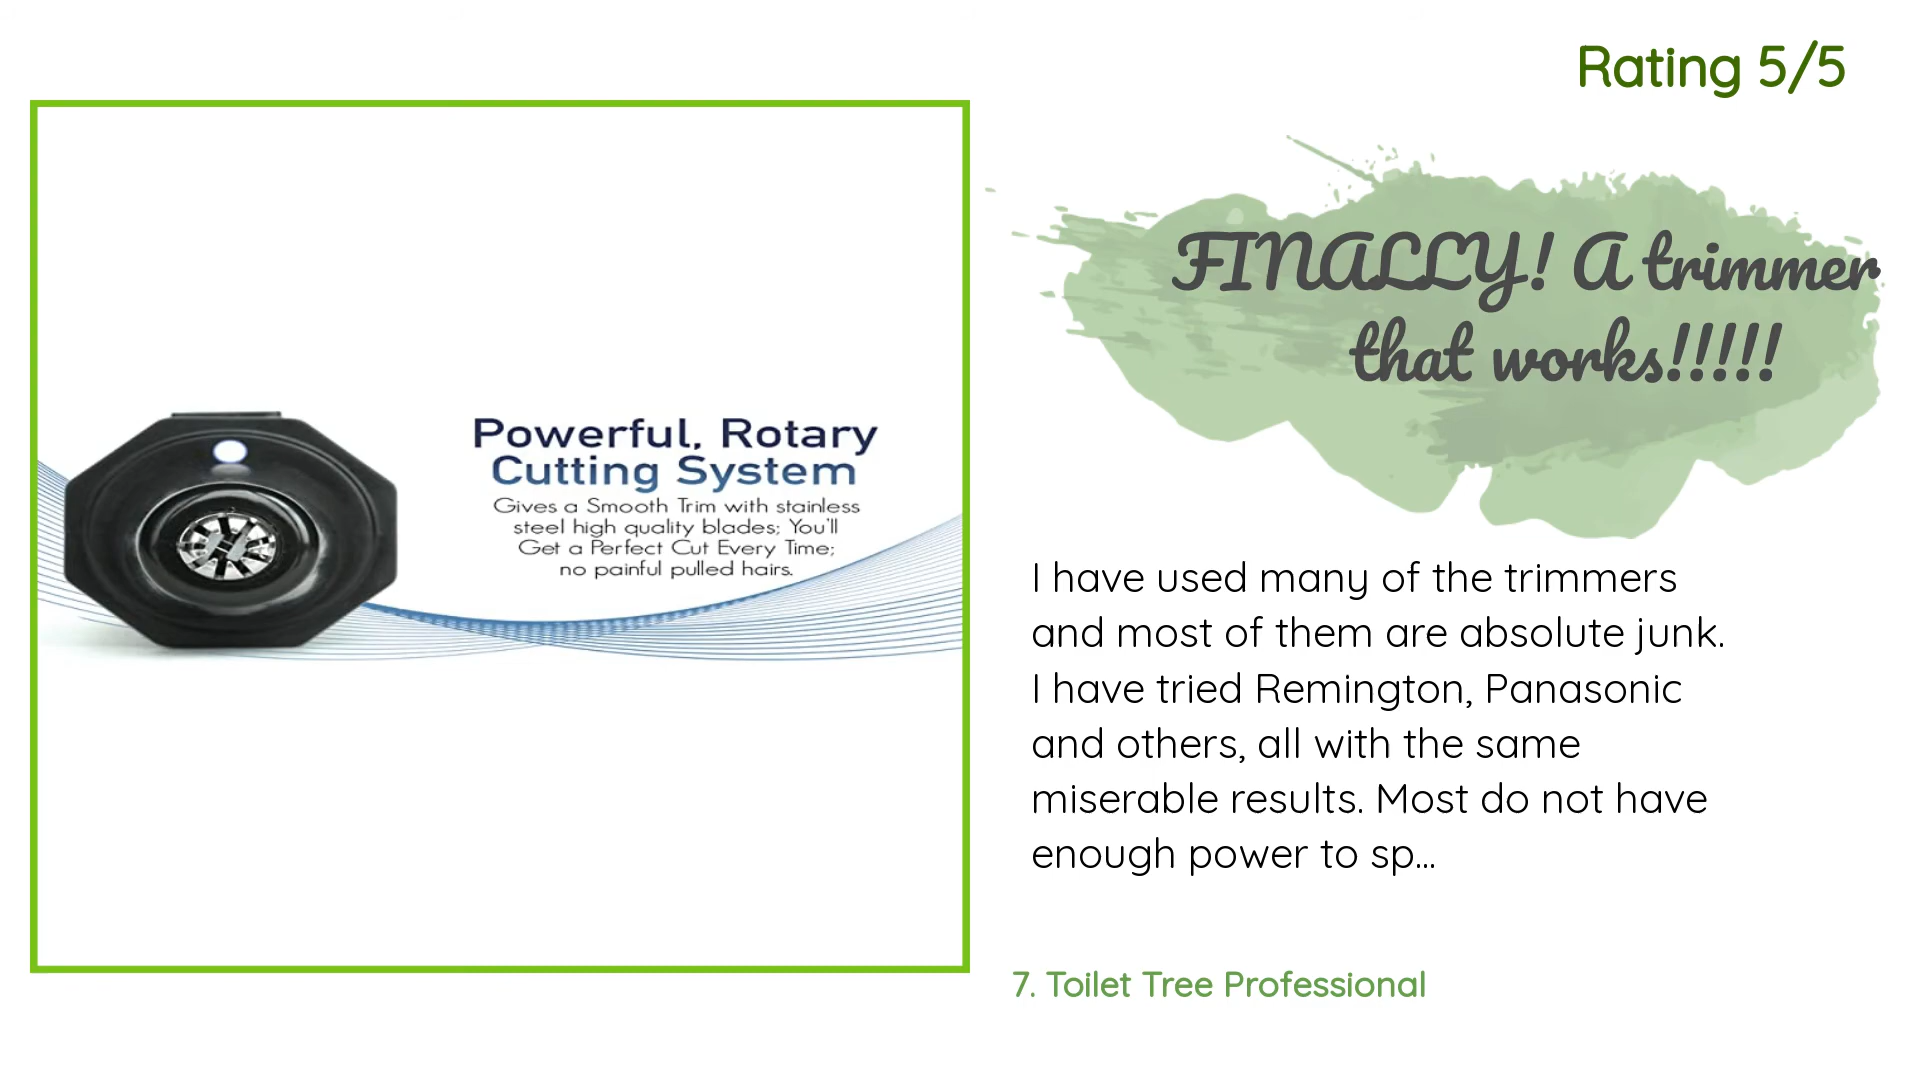 Rating 5/5
FINALLY! A trimmer
that works!!!!!
Powerful, Rotary
Cutting System
Gives a Smooth Trim with stainless
steel high quality blades; You'll
Get a Perfect Cut Every Time;
no painful pulled hairs.
I have used many of the trimmers
and most of them are absolute junk.
I have tried Remington, Panasonic
and others, all with the same
miserable results. Most do not have
enough power to sp...
7. Toilet Tree Professional